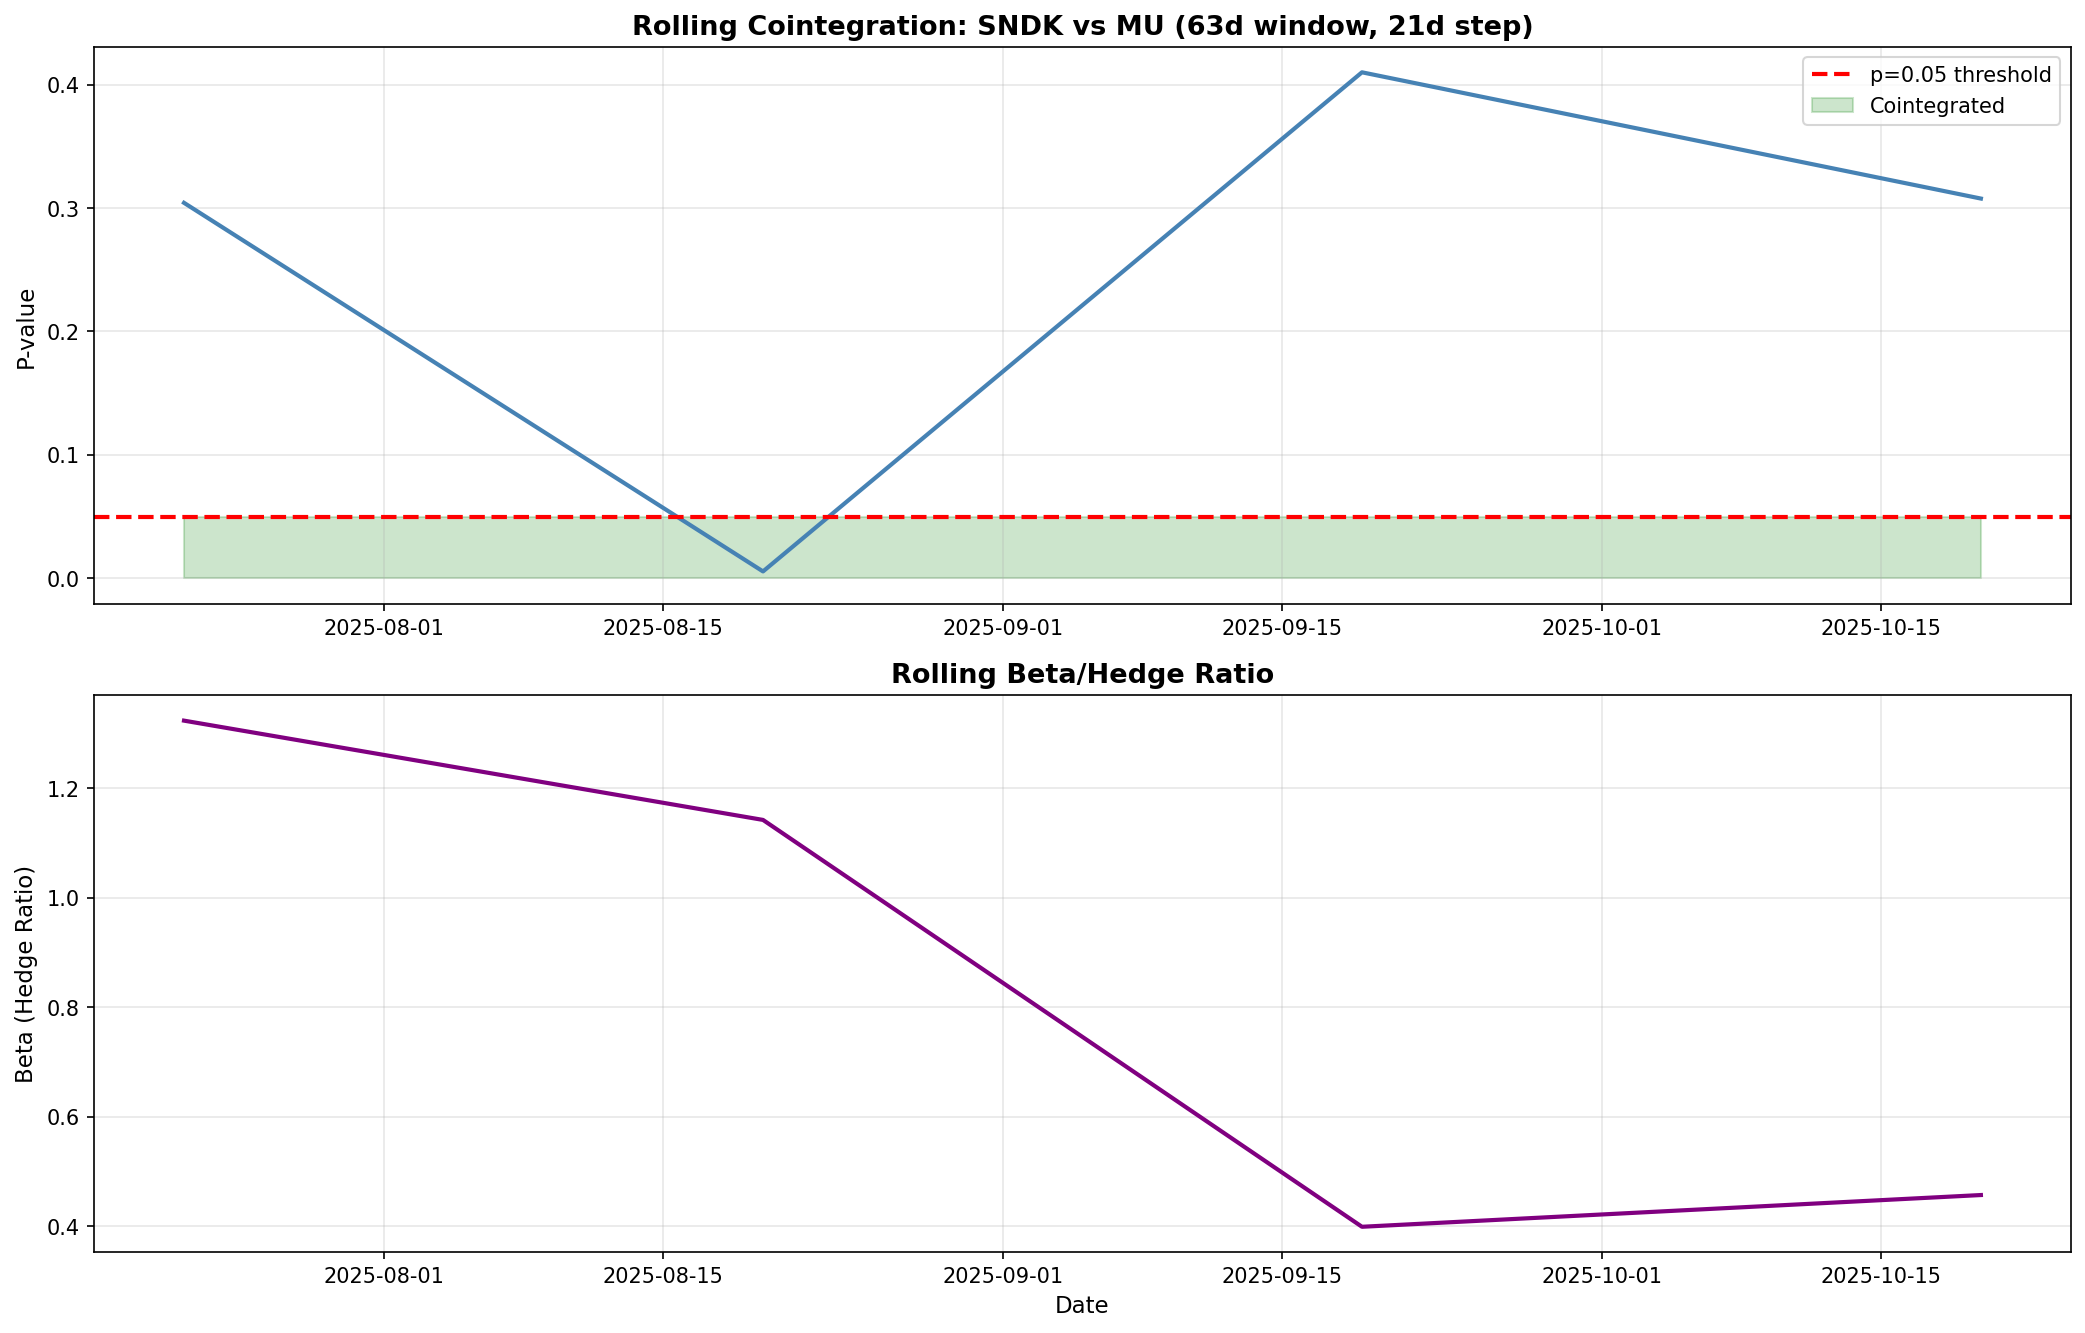 Rolling Cointegration: SNDK vs MU (63d window, 21d step)
p=0.05 threshold
Cointegrated
P-value
0.4
0.3
0.2
0.1
0.0
2025-08-01 2025-08-15 2025-09-01 2025-09-15 2025-10-01 2025-10-15
Rolling Beta/Hedge Ratio
Beta (Hedge Ratio)
1.2
1.0
0.8
0.6
0.4
2025-08-01 2025-08-15 2025-09-01 2025-09-15 2025-10-01 2025-10-15
Date